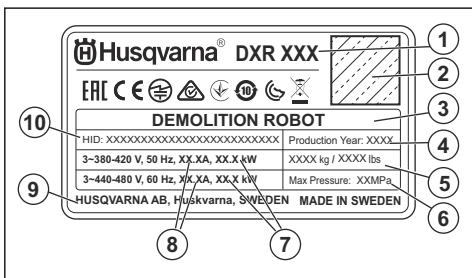 Husqvarna® DXR XXX
EAC CE 10
DEMOLITION ROBOT
HID: XXXXXXXXXXXXXXXXXXXXXXXXXX Production Year: XXXX
3~380-420 V, 50 Hz, XX.XA, XX.X kW XXXX kg / XXXX lbs
3~440-480 V, 60 Hz, XX.XA, XX.X kW Max Pressure: XXMPa
HUSQVARNA AB, Huskvarna, SWEDEN MADE IN SWEDEN
1
2
3
4
5
6
7
8
9
10